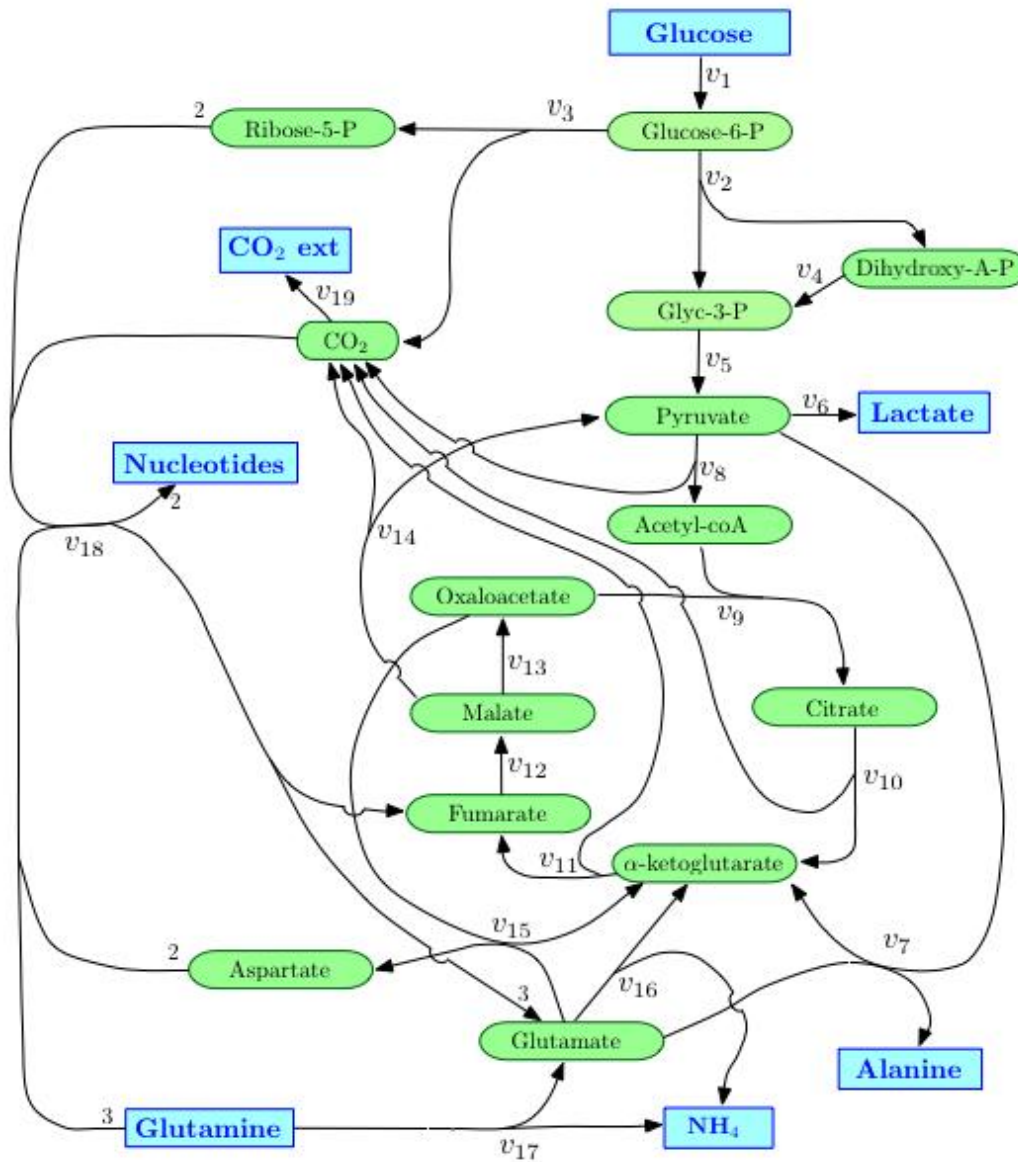 Glucose
v1
2
Ribose-5-P
v3
Glucose-6-P
v2
CO2 ext
v19
v4
Dihydroxy-A-P
Glyc-3-P
CO2
v5
Pyruvate
v6
Lactate
Nucleotides
2
v8
v18
v14
Acetyl-coA
Oxaloacetate
v9
v13
Malate
Citrate
v12
v10
Fumarate
v11
α-ketoglutarate
v15
v7
2
Aspartate
v16
3
Glutamate
Alanine
3
Glutamine
v17
NH4